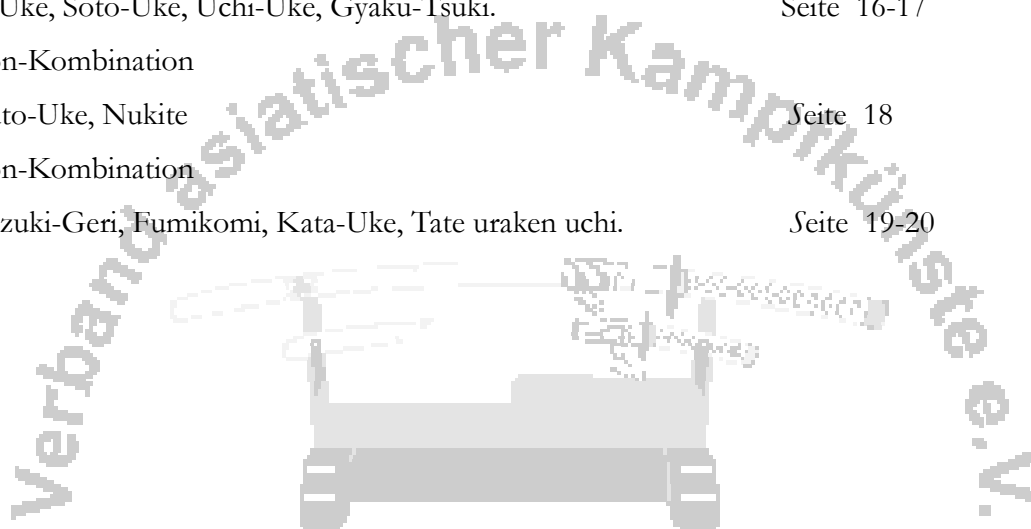 Uke, Soto-Uke, Uchi-Uke, Gyaku-Tsuki. Seite 16-17
n-Kombination
to-Uke, Nukite Seite 18
n-Kombination
zuki-Geri, Fumikomi, Kata-Uke, Tate uraken uchi. Seite 19-20
Verband asiatischer Kampfkünste e.V.